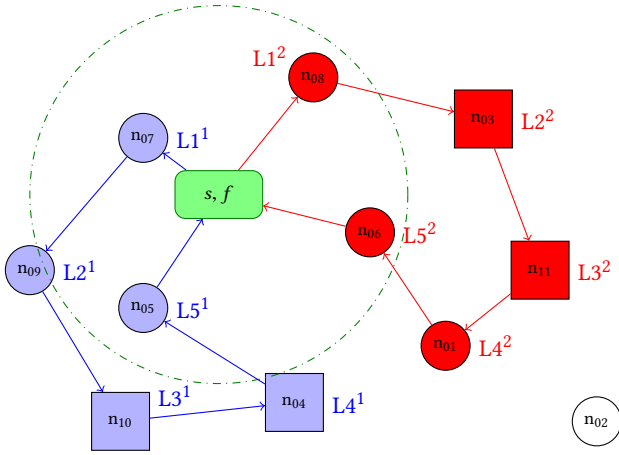 L1²
n₀₈
n₀₃
L2²
n₀₇
L1¹
s, f
n₀₆
L5²
n₀₉
L2¹
n₁₁
L3²
n₀₅
L5¹
n₀₁
L4²
L3¹
n₁₀
n₀₄
L4¹
n₀₂